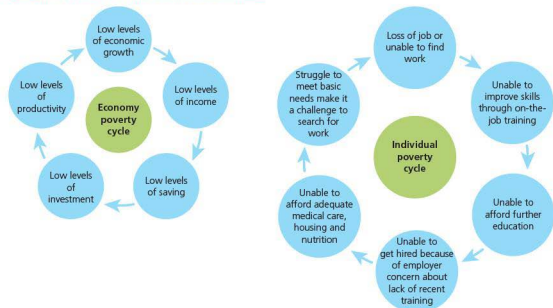 Low levels
of economic
growth
Low levels
of income
Low levels
of saving
Low levels
of
investment
Low levels
of
productivity
Economy
poverty
cycle
Loss of job or
unable to find
work
Unable to
improve skills
through on-the-
job training
Unable to
afford further
education
Unable to
get hired because
of employer
concern about
lack of recent
training
Unable to
afford adequate
medical care,
housing and
nutrition
Struggle to
meet basic
needs make it
a challenge to
search for
work
Individual
poverty
cycle